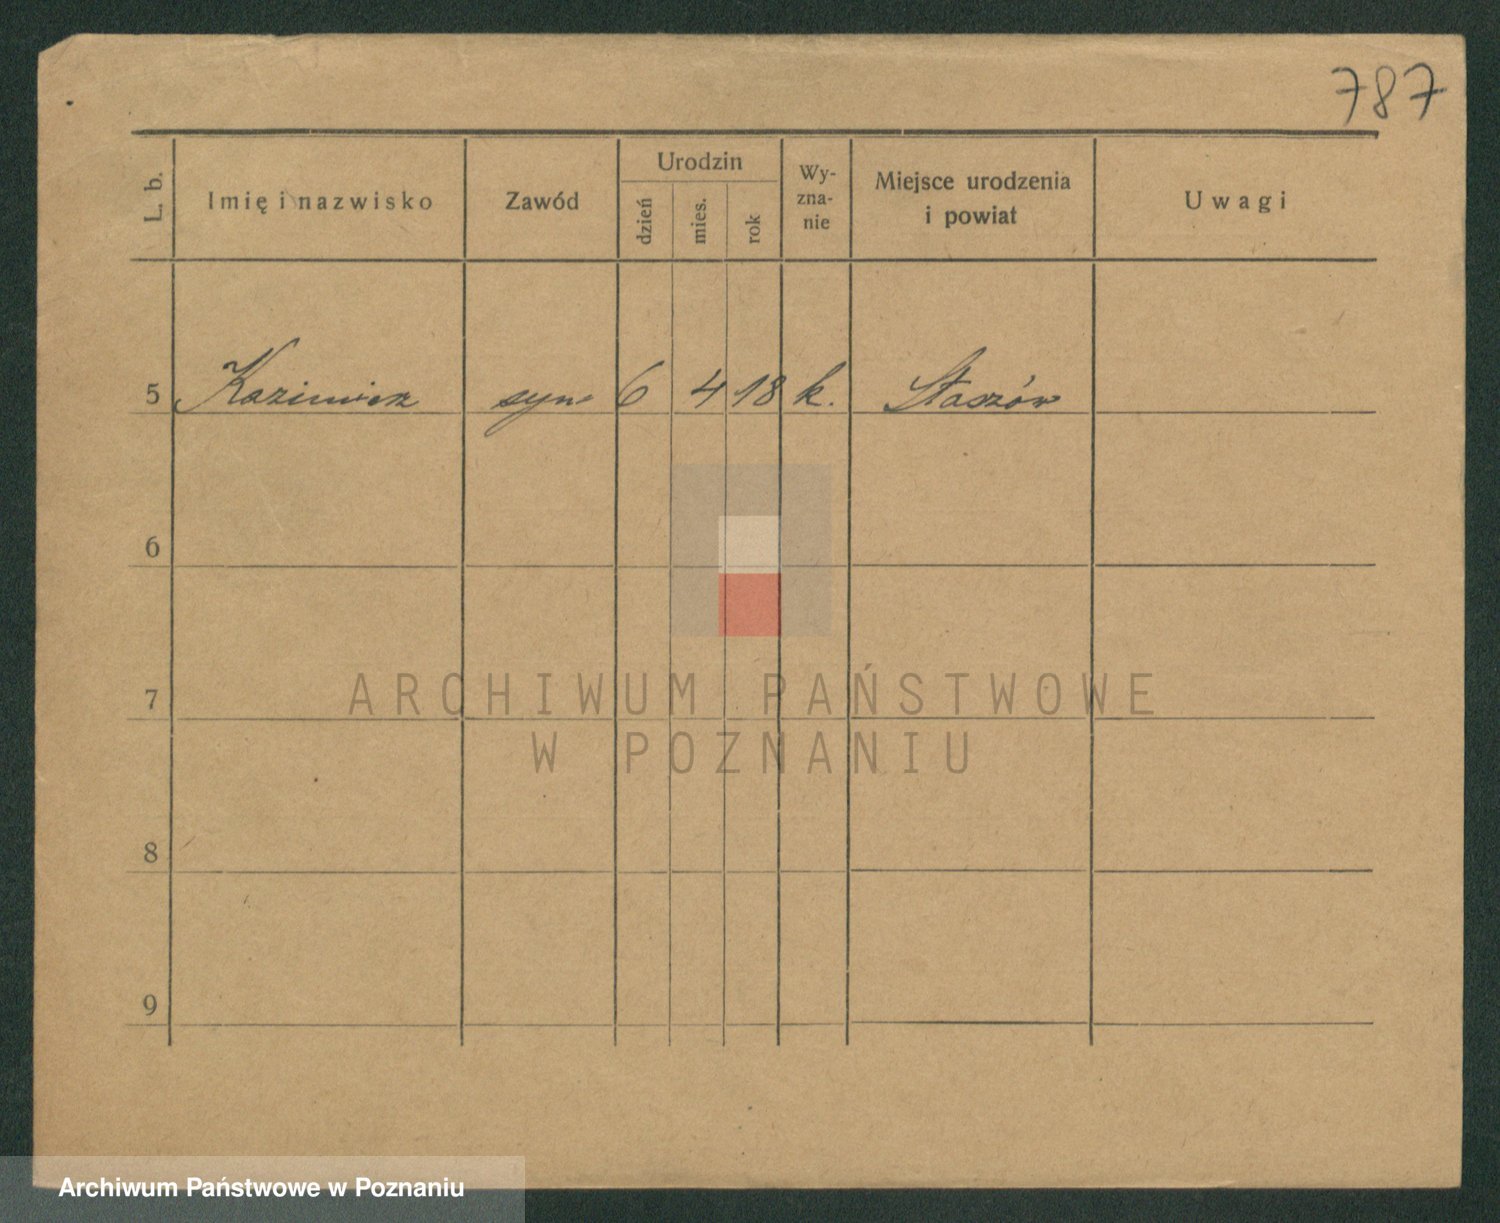 787
L. b.
Imię i nazwisko
Zawód
Urodzin
dzień
mies.
rok
Wy-
zna-
nie
Miejsce urodzenia
i powiat
Uwagi
5 Kazimierz syn 6 4 18 k. Staszów
6
7
8
9
ARCHIWUM PAŃSTWOWE
W POZNANIU
Archiwum Państwowe w Poznaniu